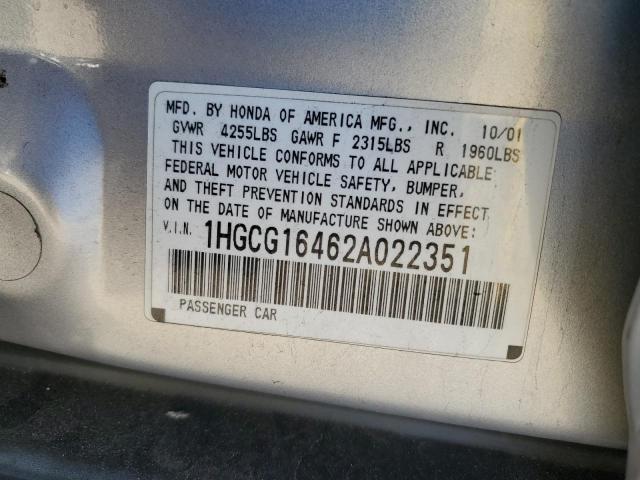 MFD. BY HONDA OF AMERICA MFG., INC. 10/01
GVWR 4255LBS GAWR F 2315LBS R 1960LBS
THIS VEHICLE CONFORMS TO ALL APPLICABLE
FEDERAL MOTOR VEHICLE SAFETY, BUMPER,
AND THEFT PREVENTION STANDARDS IN EFFECT
ON THE DATE OF MANUFACTURE SHOWN ABOVE:
V.I.N. 1HGCG16462A022351
PASSENGER CAR